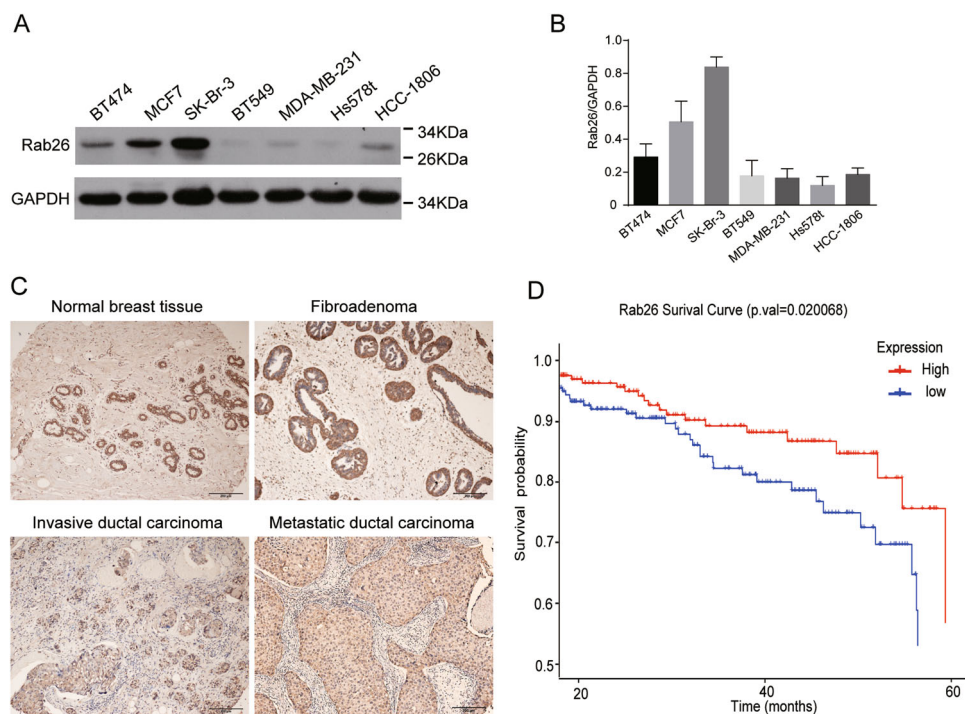 A
BT474
MCF7
SK-Br-3
BT549
MDA-MB-231
Hs578t
HCC-1806
Rab26
34KDa
26KDa
GAPDH
34KDa
B
Rab26/GAPDH
1.0
0.8
0.6
0.4
0.2
0
BT474
MCF7
SK-Br-3
BT549
MDA-MB-231
Hs578t
HCC-1806
C
Normal breast tissue
Fibroadenoma
Invasive ductal carcinoma
Metastatic ductal carcinoma
D
Rab26 Surival Curve (p.val=0.020068)
Expression
High
low
Survival probability
1.0
0.9
0.8
0.7
0.6
0.5
20
40
60
Time (months)